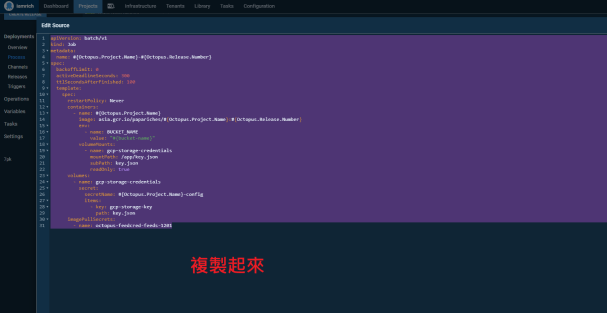 iamrich Dashboard Projects Infrastructure Tenants Library Tasks Configuration
Edit Source
Deployments
Overview
Process
Channels
Releases
Triggers
Operations
Variables
Tasks
Settings
1 apiVersion: batch/v1
2 kind: Job
3 metadata:
4 name: #{Octopus.Project.Name}-#{Octopus.Release.Number}
5 spec:
6 backoffLimit: 0
7 activeDeadlineSeconds: 300
8 ttlSecondsAfterFinished: 100
9 template:
10 spec:
11 restartPolicy: Never
12 containers:
13 - name: #{Octopus.Project.Name}
14 image: asia.gcr.io/papariches/#{Octopus.Project.Name}:#{Octopus.Release.Number}
15 env:
16 - name: BUCKET_NAME
17 value: "#{bucket-name}"
18 volumeMounts:
19 - name: gcp-storage-credentials
20 mountPath: /app/key.json
21 subPath: key.json
22 readOnly: true
23 volumes:
24 - name: gcp-storage-credentials
25 secret:
26 secretName: #{Octopus.Project.Name}-config
27 items:
28 - key: gcp-storage-key
29 path: key.json
30 imagePullSecrets:
31 - name: octopus-feedcred-feeds-1201
複製起來